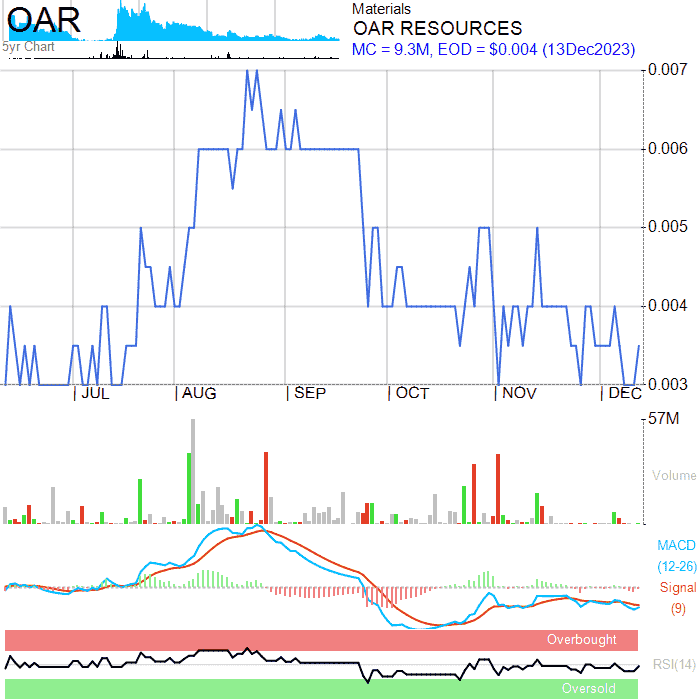 OAR
5yr Chart
Materials
OAR RESOURCES
MC = 9.3M, EOD = $0.004 (13Dec2023)
0.007
0.006
0.005
0.004
0.003
JUL
AUG
SEP
OCT
NOV
DEC
57M
Volume
MACD
(12-26)
Signal
(9)
Overbought
RSI(14)
Oversold